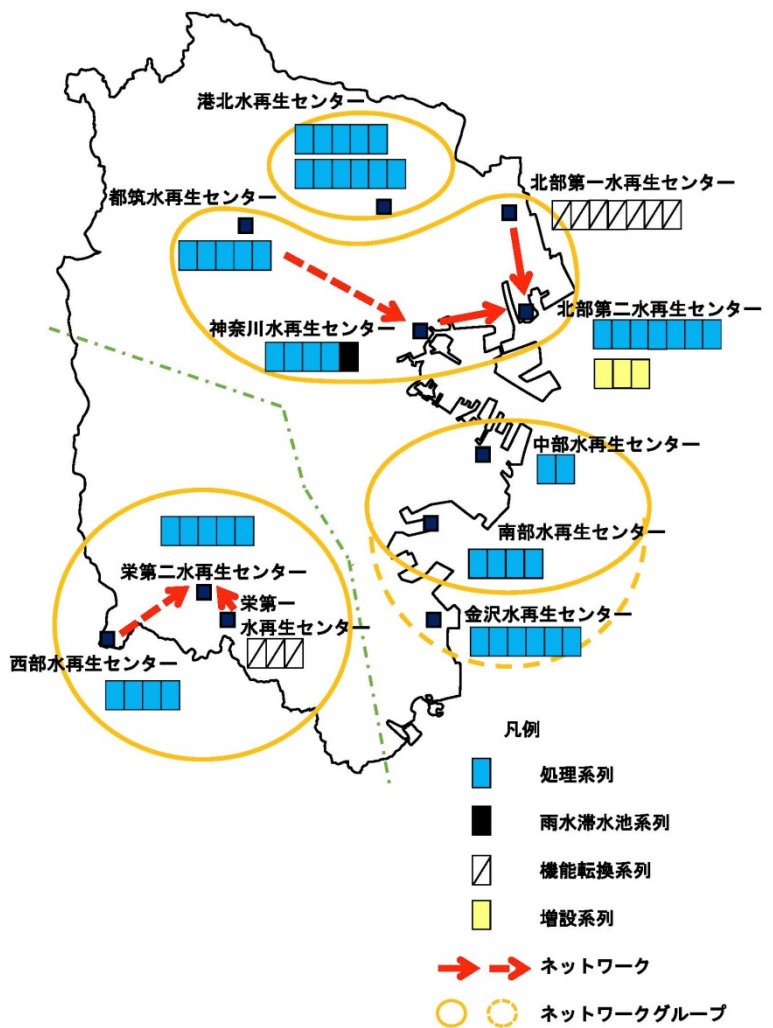 港北水再生センター
都筑水再生センター
北部第一水再生センター
神奈川水再生センター
北部第二水再生センター
中部水再生センター
南部水再生センター
栄第二水再生センター
栄第一
水再生センター
金沢水再生センター
西部水再生センター
凡例
処理系列
雨水滞水池系列
機能転換系列
増設系列
ネットワーク
ネットワークグループ